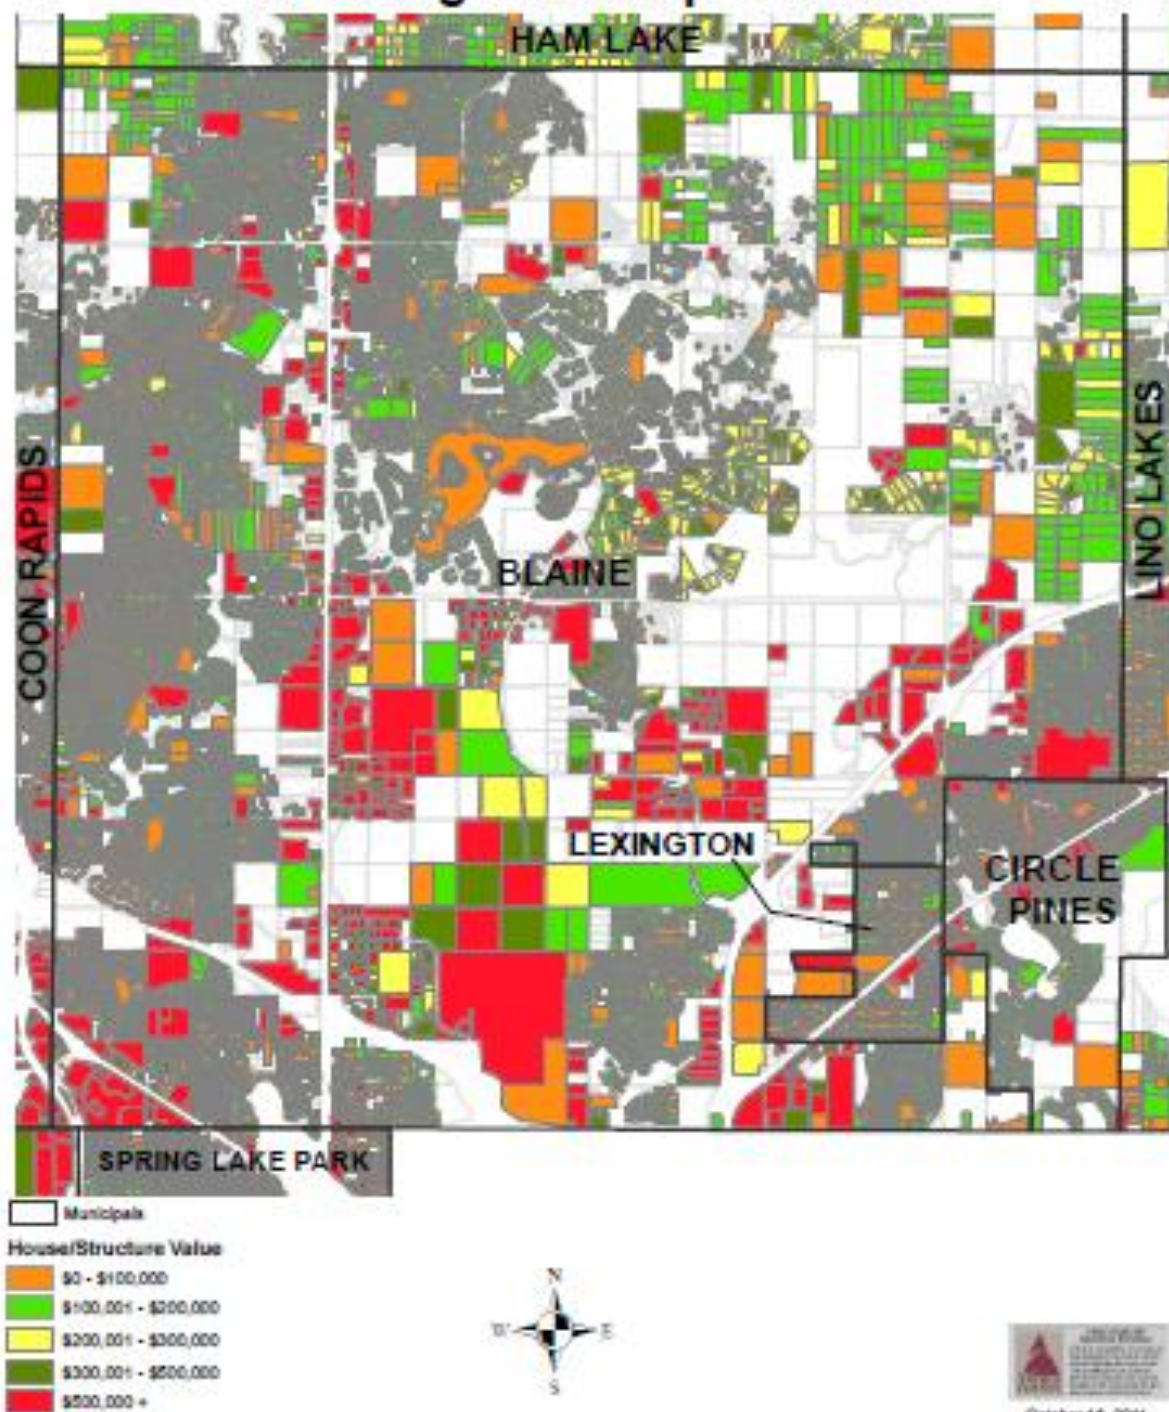 HAM LAKE
COON RAPIDS
LINO LAKES
BLAINE
LEXINGTON
CIRCLE
PINES
SPRING LAKE PARK
Municipals
House/Structure Value
$0 - $100,000
$100,001 - $200,000
$200,001 - $300,000
$300,001 - $500,000
$500,000 +
N
W
E
S